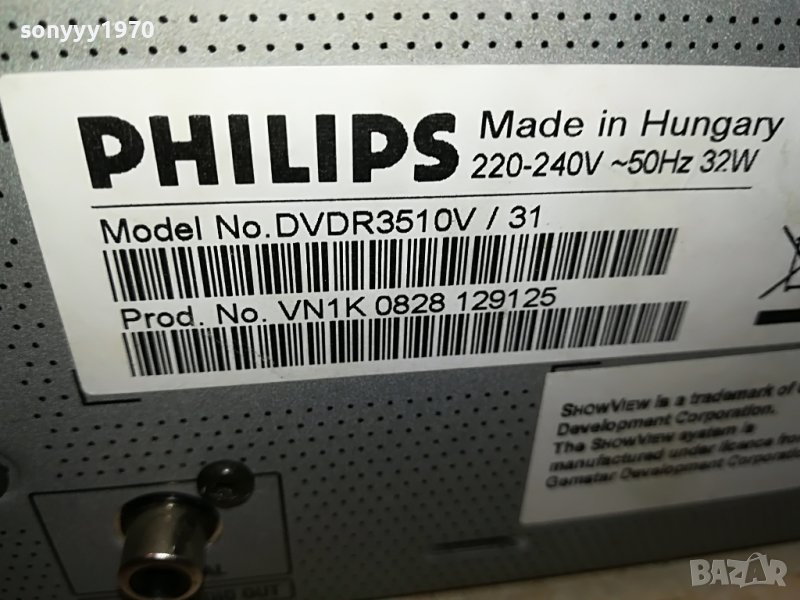 sonyyy1970
PHILIPS
Made in Hungary
220-240V ~50Hz 32W
Model No. DVDR3510V / 31
Prod. No. VN1K 0828 129125
SHOWVIEW is a trademark of
Development Corporation.
The SHOWVIEW system is
manufactured under licence from
Gemstar Development Corporation
BAZAR